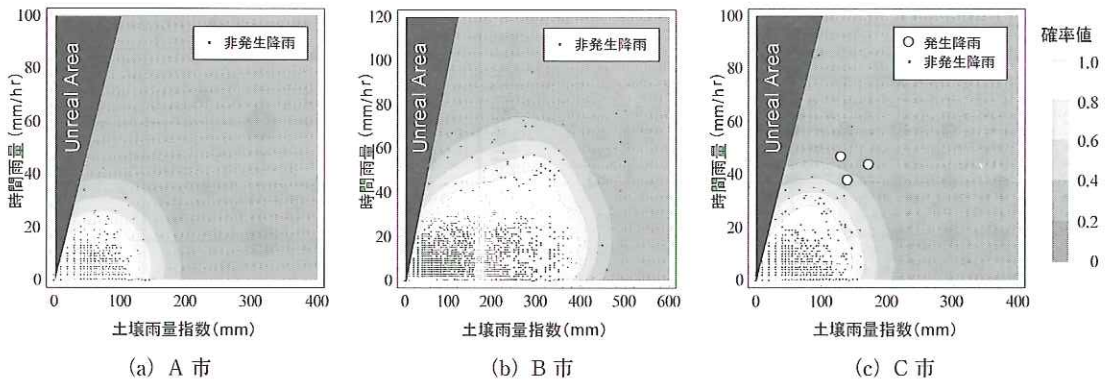 100
80
60
40
20
0
時間雨量 (mm/hr)
Unreal Area
・ 非発生降雨
0 100 200 300 400
土壌雨量指数(mm)
(a) A 市
120
100
80
60
40
20
0
時間雨量 (mm/hr)
Unreal Area
・ 非発生降雨
0 100 200 300 400 500 600
土壌雨量指数(mm)
(b) B 市
100
80
60
40
20
0
時間雨量 (mm/hr)
Unreal Area
○ 発生降雨
・ 非発生降雨
0 100 200 300 400
土壌雨量指数(mm)
(c) C 市
確率値
1.0
0.8
0.6
0.4
0.2
0